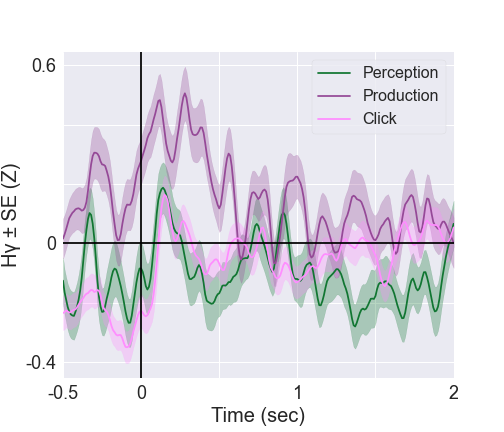 0.6
0
-0.4
Hγ ± SE (Z)
Perception
Production
Click
-0.5
0
1
2
Time (sec)